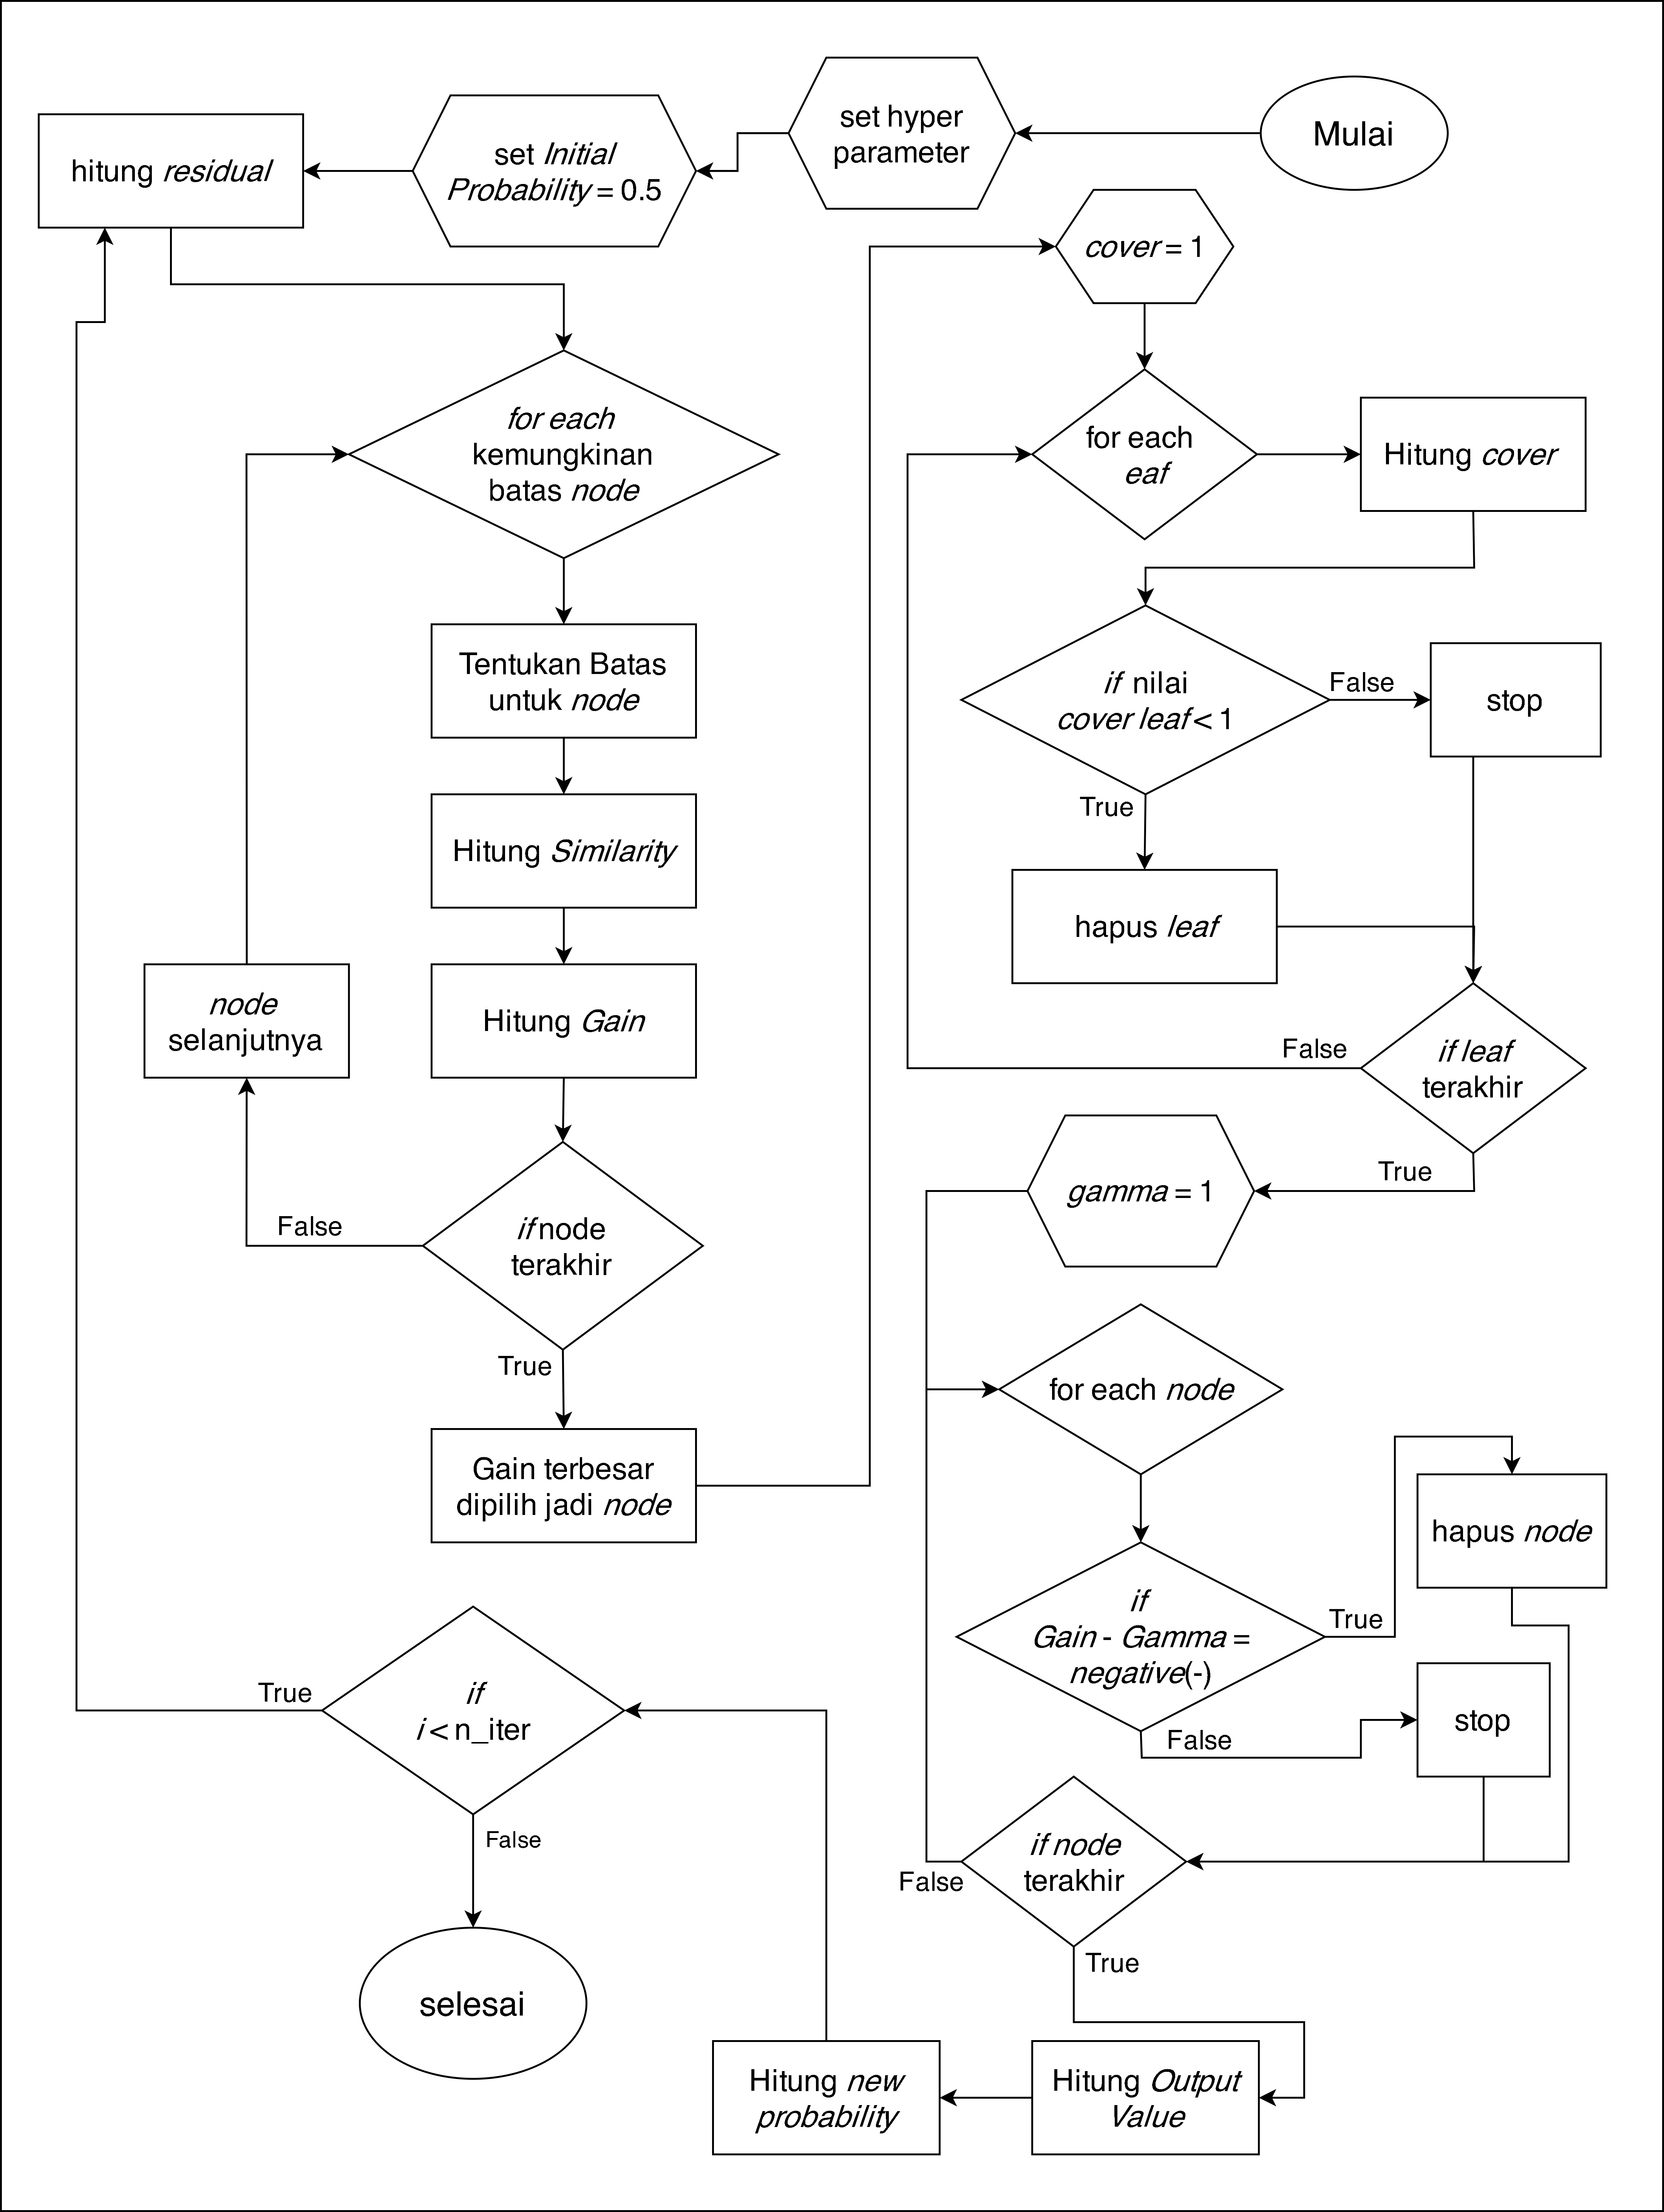 Mulai
set hyper
parameter
set Initial
Probability = 0.5
hitung residual
for each
kemungkinan
batas node
Tentukan Batas
untuk node
Hitung Similarity
Hitung Gain
node
selanjutnya
False
if node
terakhir
True
Gain terbesar
dipilih jadi node
cover = 1
for each
eaf
Hitung cover
if nilai
cover leaf < 1
False
stop
True
hapus leaf
if leaf
terakhir
False
True
gamma = 1
for each node
if
Gain - Gamma =
negative(-)
True
hapus node
False
stop
if node
terakhir
False
True
Hitung Output
Value
Hitung new
probability
if
i < n_iter
True
False
selesai